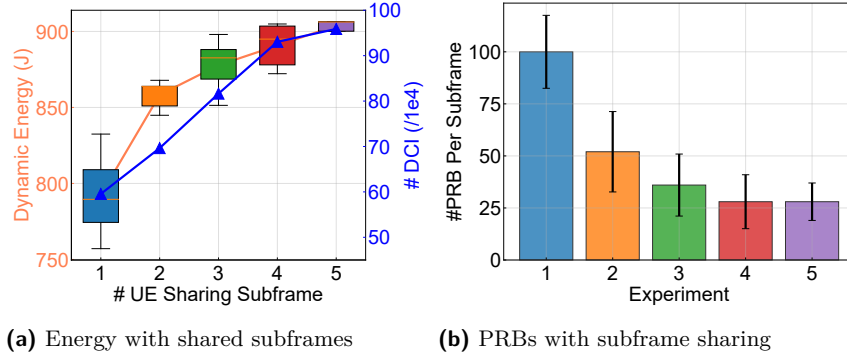 Dynamic Energy (J)
900
850
800
750
1 2 3 4 5
# UE Sharing Subframe
100
90
80
70
60
50
# DCI (/1e4)
#PRB Per Subframe
100
75
50
25
0
1 2 3 4 5
Experiment
(a) Energy with shared subframes
(b) PRBs with subframe sharing